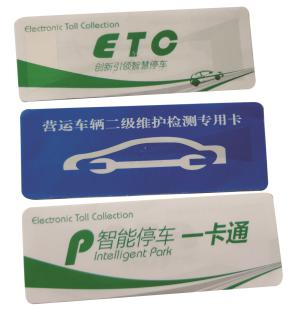 Electronic Toll Collection
ETC
创新引领智慧停车
营运车辆二级维护检测专用卡
Electronic Toll Collection
P智能停车 一卡通
Intelligent Park